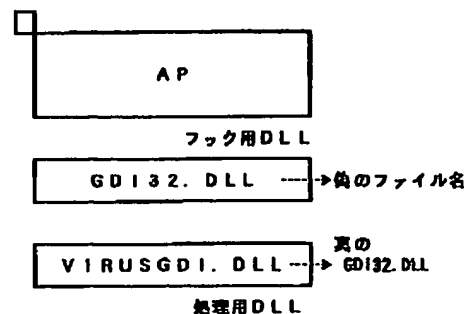 AP
フック用DLL
GDI32. DLL
偽のファイル名
VIRUSGDI. DLL
真の
GDI32.DLL
処理用DLL